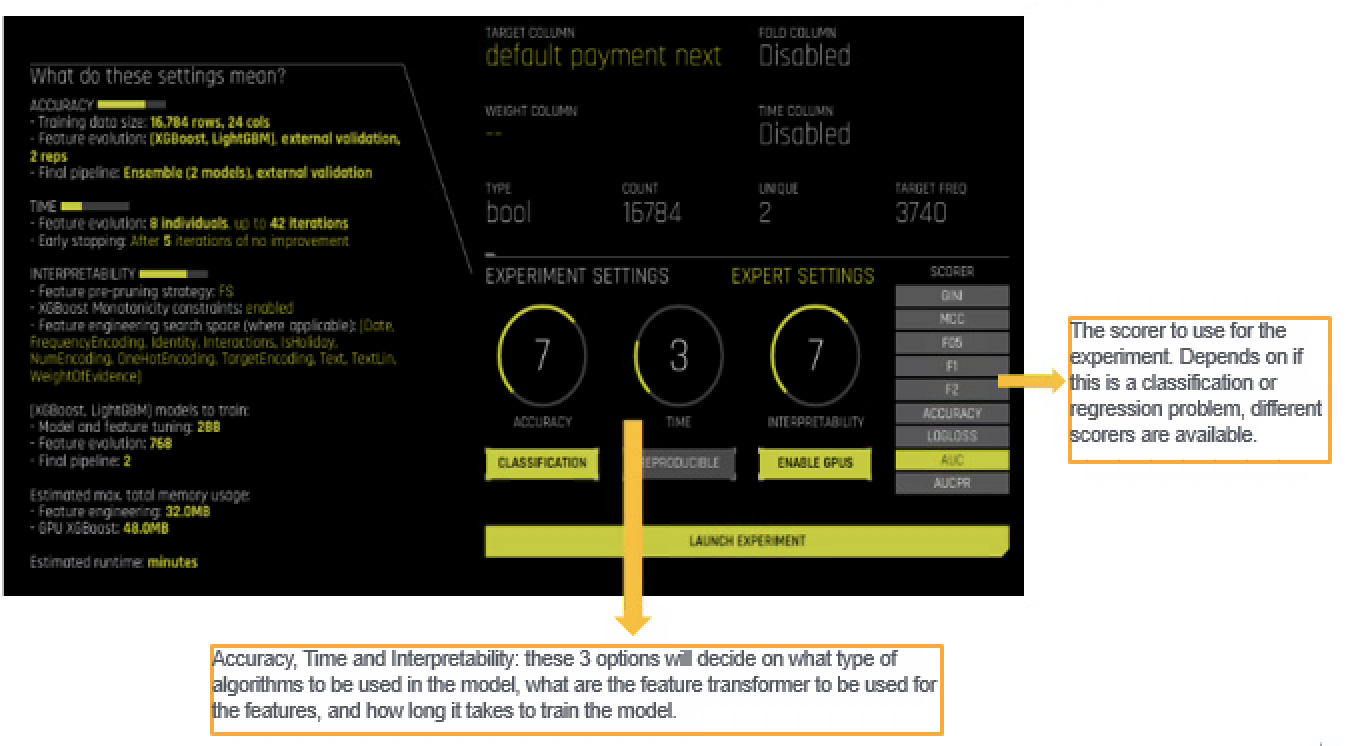 What do these settings mean?
ACCURACY
- Training data size: 16,784 rows, 24 cols
- Feature evolution: [XGBoost, LightGBM], external validation,
2 reps
- Final pipeline: Ensemble (2 models), external validation
TIME
- Feature evolution: 8 individuals, up to 42 iterations
- Early stopping: After 5 iterations of no improvement
INTERPRETABILITY
- Feature pre-pruning strategy: FS
- XGBoost Monotonicity constraints: enabled
- Feature engineering search space (where applicable): [Date,
FrequencyEncoding, Identity, Interactions, IsHoliday,
NumEncoding, OneHotEncoding, TargetEncoding, Text, TextLin,
WeightOfEvidence]
[XGBoost, LightGBM] models to train:
- Model and feature tuning: 288
- Feature evolution: 768
- Final pipeline: 2
Estimated max. total memory usage:
- Feature engineering: 32.0MB
- GPU XGBoost: 48.0MB
Estimated runtime: minutes
TARGET COLUMN
default payment next
FOLD COLUMN
Disabled
WEIGHT COLUMN
--
TIME COLUMN
Disabled
TYPE
bool
COUNT
16784
UNIQUE
2
TARGET FREQ
3740
EXPERIMENT SETTINGS
EXPERT SETTINGS
7
ACCURACY
3
TIME
7
INTERPRETABILITY
CLASSIFICATION
EPRODUCIBLE
ENABLE GPUS
SCORER
GINI
MCC
F05
F1
F2
ACCURACY
LOGLOSS
AUC
AUCPR
LAUNCH EXPERIMENT
The scorer to use for the
experiment. Depends on if
this is a classification or
regression problem, different
scorers are available.
Accuracy, Time and Interpretability: these 3 options will decide on what type of
algorithms to be used in the model, what are the feature transformer to be used for
the features, and how long it takes to train the model.